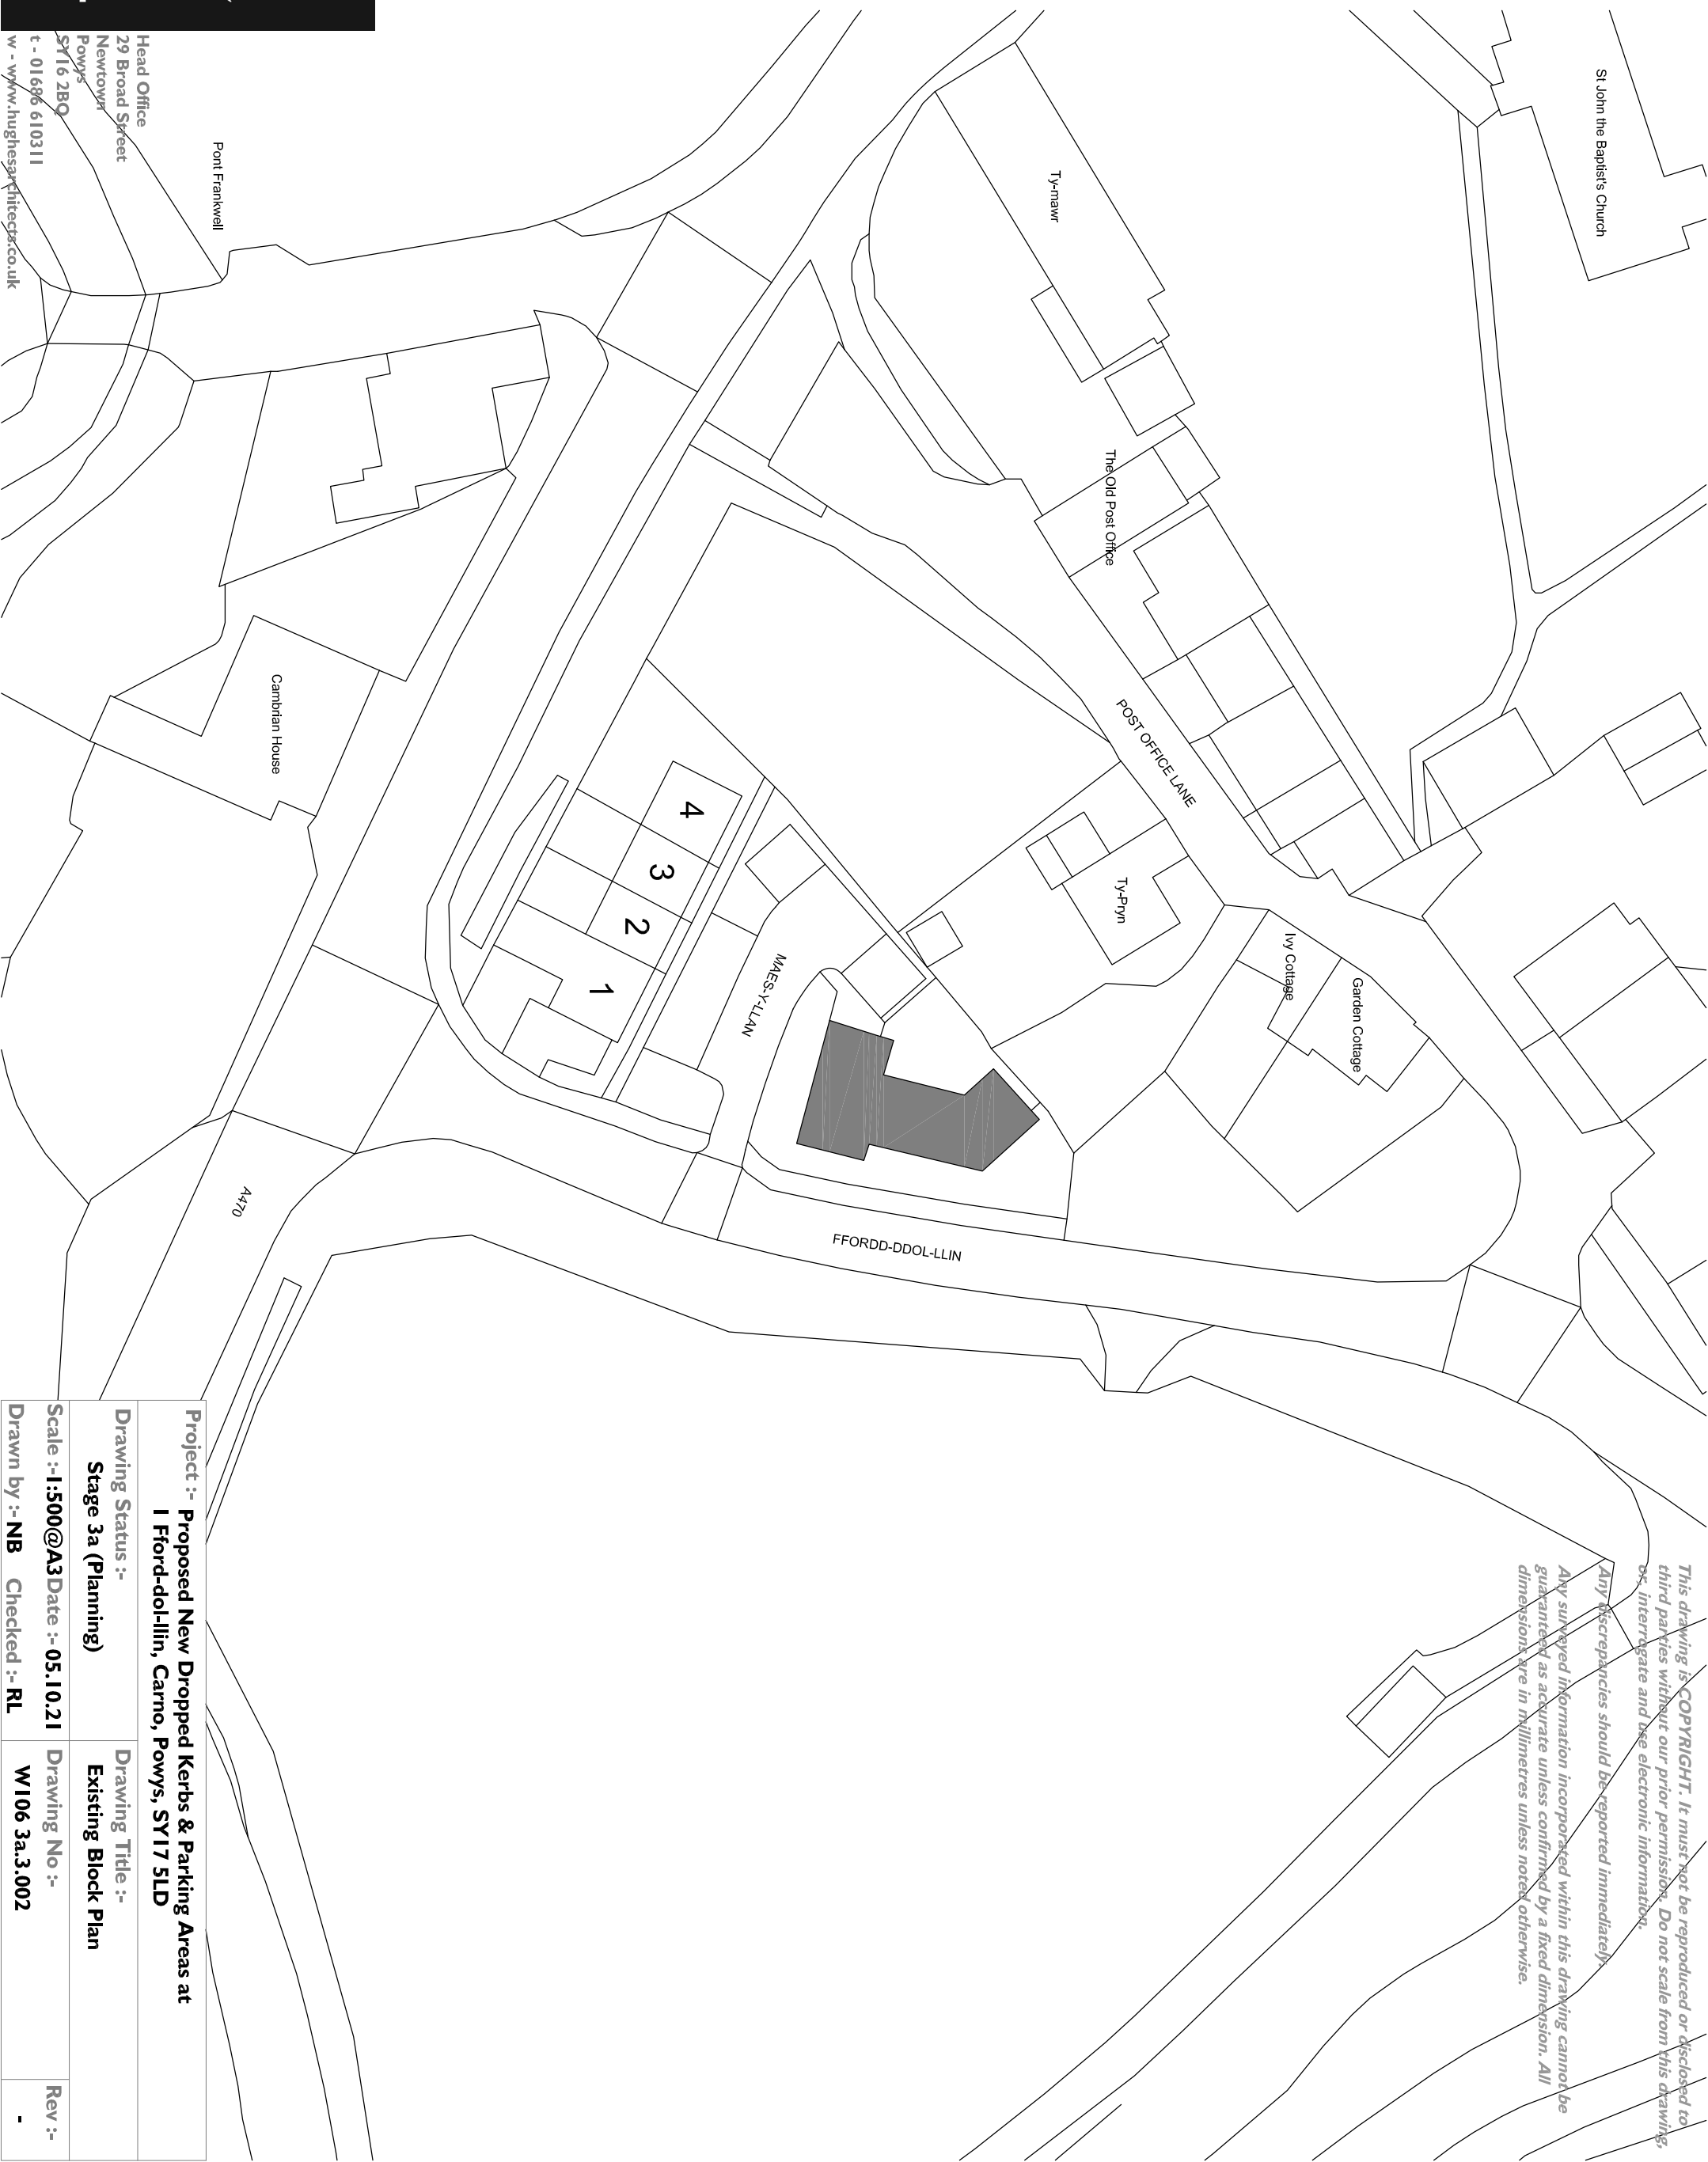 This drawing is COPYRIGHT. It must not be reproduced or disclosed to
third parties without our prior permission. Do not scale from this drawing,
or, interrogate and use electronic information.
Any discrepancies should be reported immediately.
Any surveyed information incorporated within this drawing cannot be
guaranteed as accurate unless confirmed by a fixed dimension. All
dimensions are in millimetres unless noted otherwise.
St John the Baptist's Church
Garden Cottage
Ivy Cottage
POST OFFICE LANE
Ty-Pryn
The Old Post Office
Ty-mawr
FFORDD-DDOL-LLIN
MAES-Y-LLAN
4
3
2
1
Cambrian House
A470
Pont Frankwell
Head Office
29 Broad Street
Newtown
Powys
SY16 2BQ
t - 01686 610311
w - www.hughesarchitects.co.uk
Project :- Proposed New Dropped Kerbs & Parking Areas at
1 Fford-dol-llin, Carno, Powys, SY17 5LD
Drawing Status :-
Stage 3a (Planning)
Drawing Title :-
Existing Block Plan
Scale :-1:500@A3 Date :- 05.10.21
Drawn by :- NB Checked :- RL
Drawing No :-
W106 3a.3.002
Rev :-
-